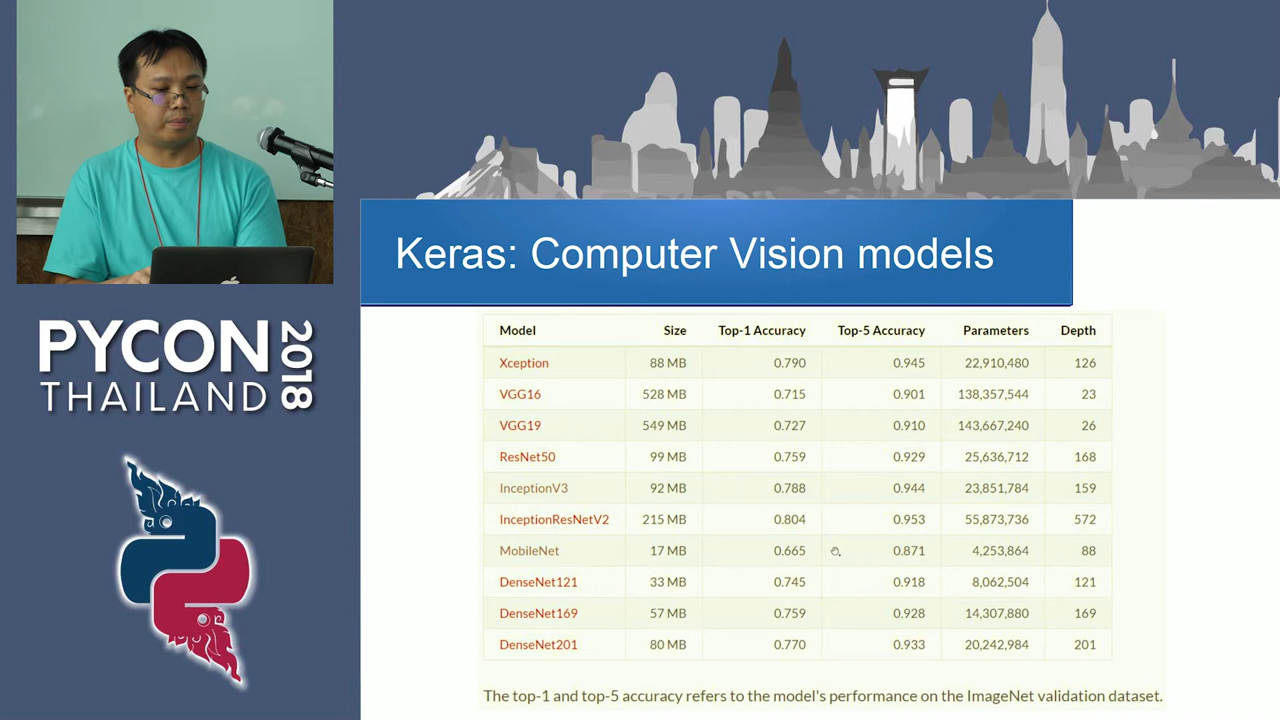 PYCON
THAILAND
2018
Keras: Computer Vision models
Model Size Top-1 Accuracy Top-5 Accuracy Parameters Depth
Xception 88 MB 0.790 0.945 22,910,480 126
VGG16 528 MB 0.715 0.901 138,357,544 23
VGG19 549 MB 0.727 0.910 143,667,240 26
ResNet50 99 MB 0.759 0.929 25,636,712 168
InceptionV3 92 MB 0.788 0.944 23,851,784 159
InceptionResNetV2 215 MB 0.804 0.953 55,873,736 572
MobileNet 17 MB 0.665 0.871 4,253,864 88
DenseNet121 33 MB 0.745 0.918 8,062,504 121
DenseNet169 57 MB 0.759 0.928 14,307,880 169
DenseNet201 80 MB 0.770 0.933 20,242,984 201
The top-1 and top-5 accuracy refers to the model's performance on the ImageNet validation dataset.